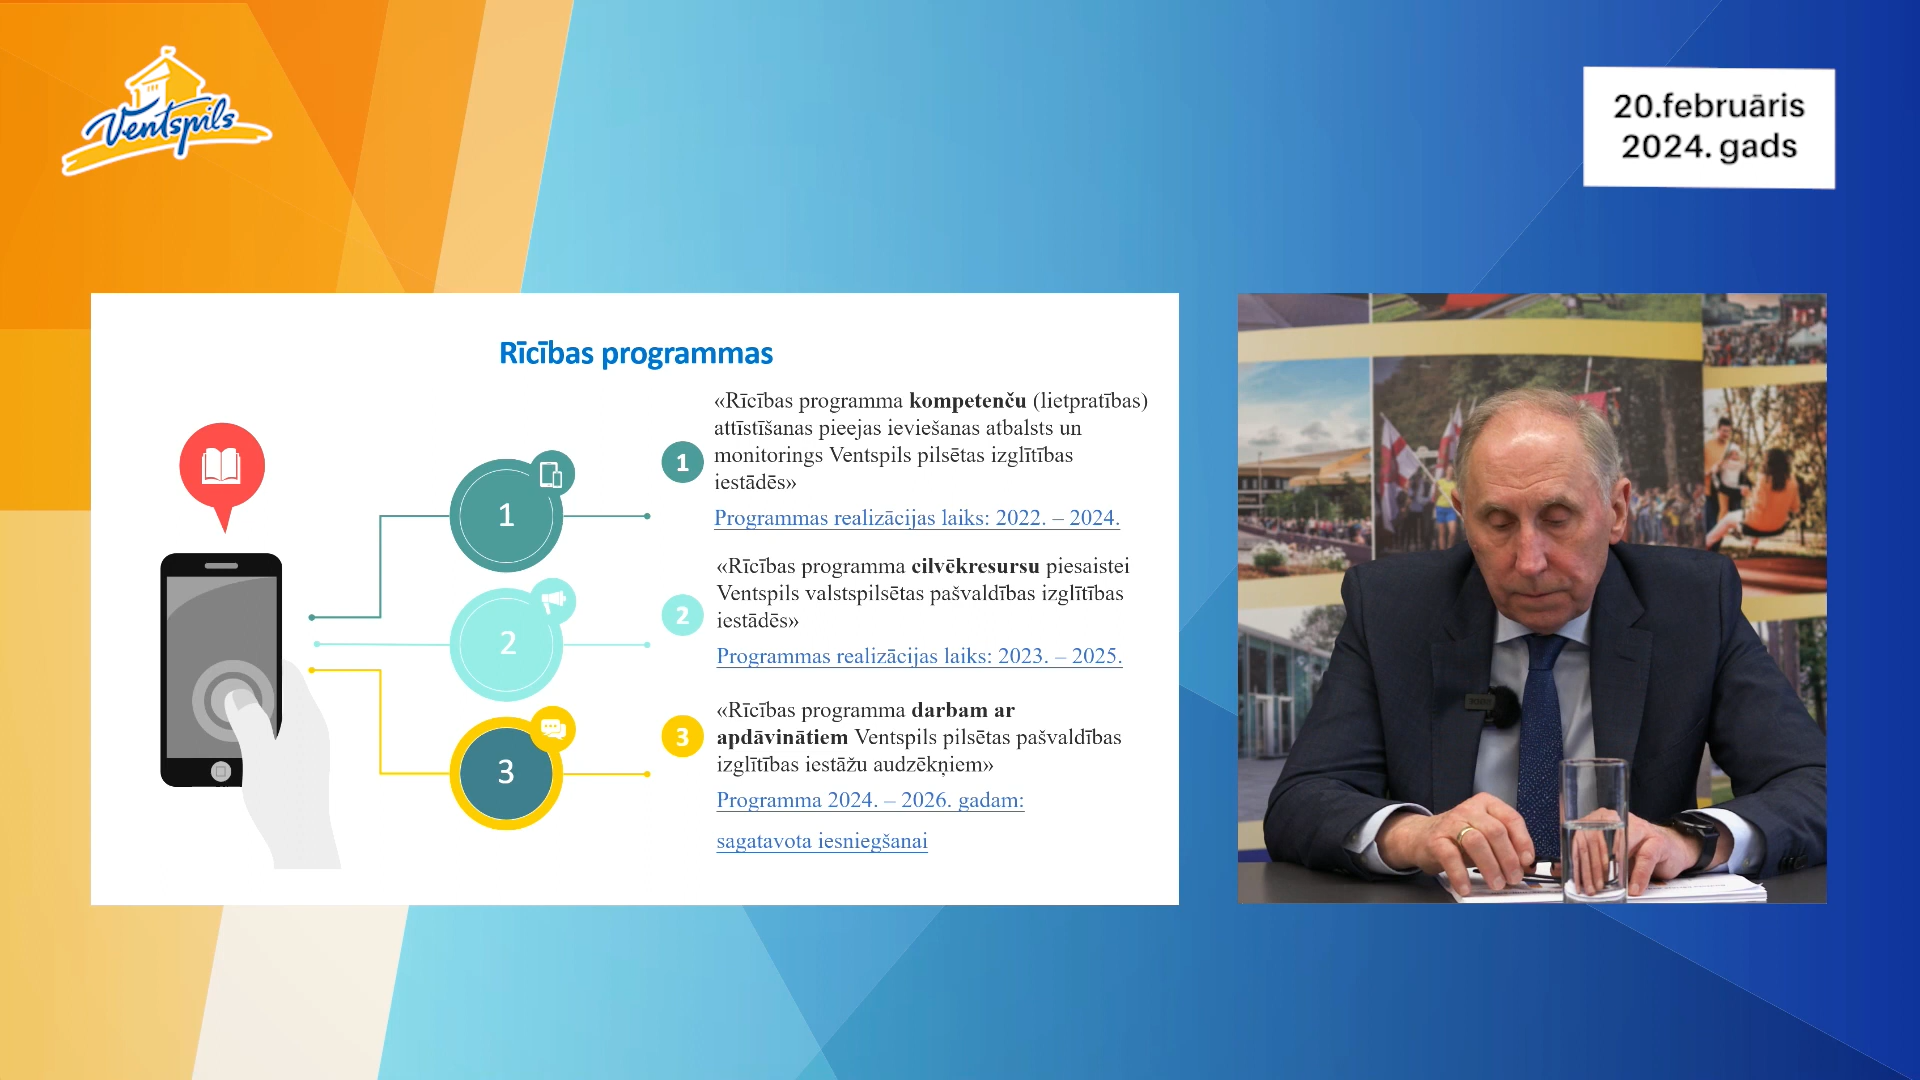 Ventspils
20.februāris
2024. gads
Rīcības programmas
1
2
3
1
«Rīcības programma kompetenču (lietpratības)
attīstīšanas pieejas ieviešanas atbalsts un
monitorings Ventspils pilsētas izglītības
iestādēs»
Programmas realizācijas laiks: 2022. – 2024.
2
«Rīcības programma cilvēkresursu piesaistei
Ventspils valstspilsētas pašvaldības izglītības
iestādēs»
Programmas realizācijas laiks: 2023. – 2025.
3
«Rīcības programma darbam ar
apdāvinātiem Ventspils pilsētas pašvaldības
izglītības iestāžu audzēkņiem»
Programma 2024. – 2026. gadam:
sagatavota iesniegšanai